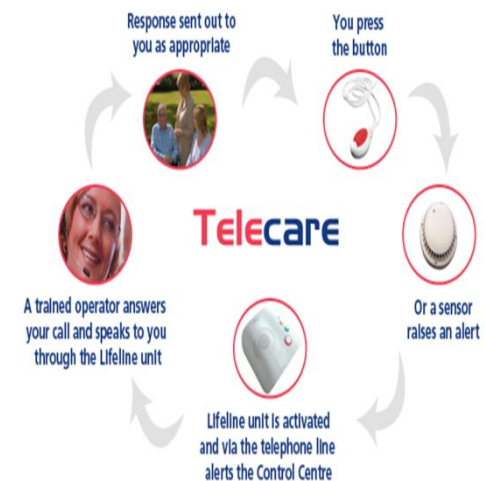 Response sent out to
you as appropriate
You press
the button
Telecare
Or a sensor
raises an alert
A trained operator answers
your call and speaks to you
through the Lifeline unit
Lifeline unit is activated
and via the telephone line
alerts the Control Centre